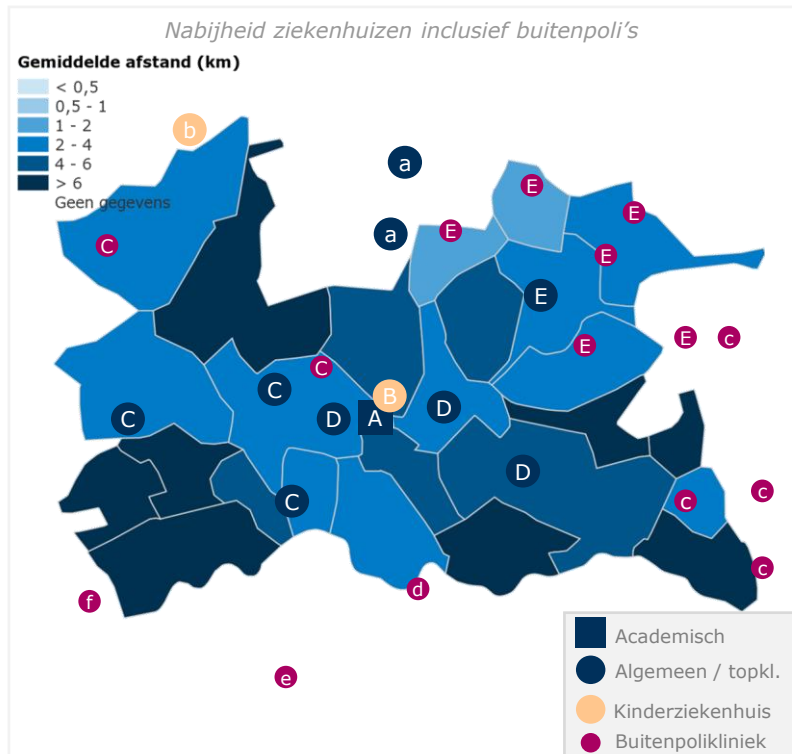 Nabijheid ziekenhuizen inclusief buitenpoli's
Gemiddelde afstand (km)
< 0,5
0,5 - 1
1 - 2
2 - 4
4 - 6
> 6
Geen gegevens
b
a
E
E
C
a
E
E
E
E
E
c
C
C
B
D
C
D
A
D
C
c
c
c
d
f
e
Academisch
Algemeen / topkl.
Kinderziekenhuis
Buitenpolikliniek